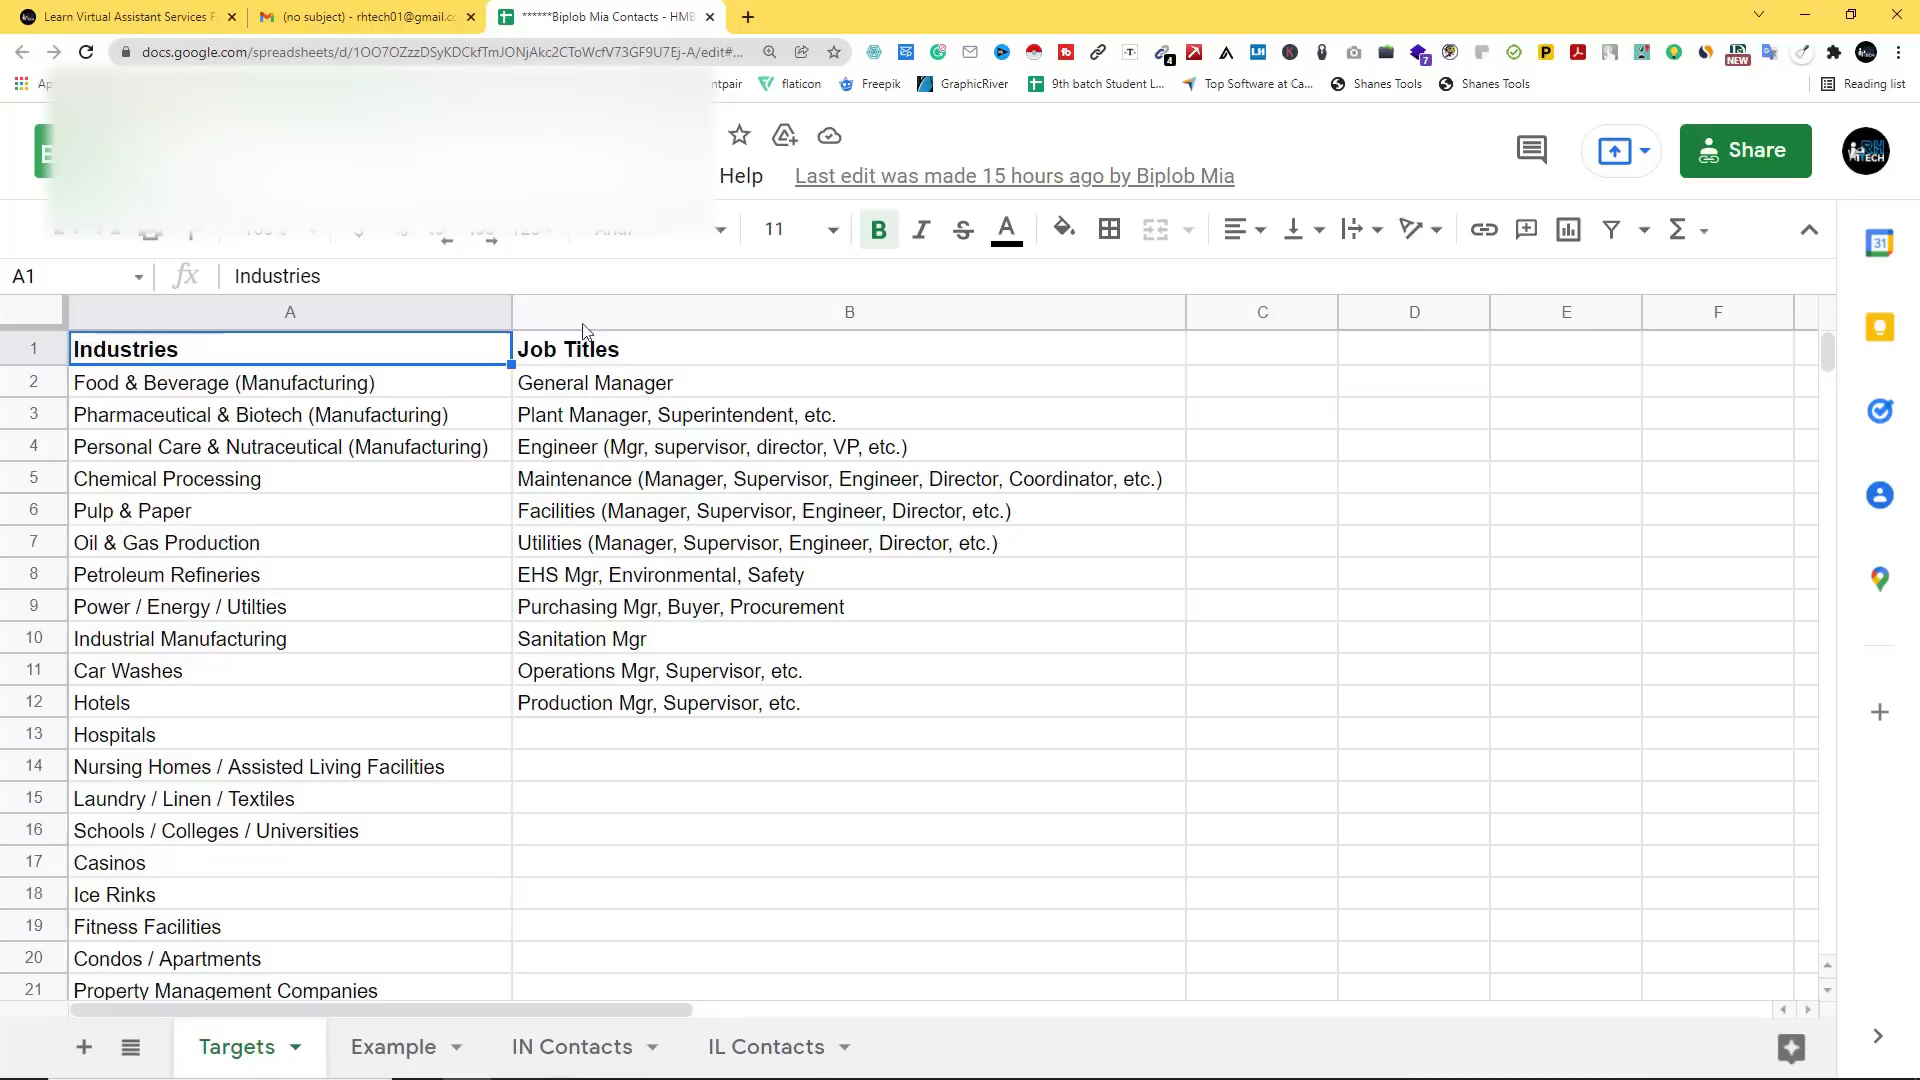 Learn Virtual Assistant Services F
(no subject) - rhtech01@gmail.cc
******Biplob Mia Contacts - HMB
docs.google.com/spreadsheets/d/1OO7OZzzDSyKDCkfTmJONjAkc2CToWcfV73GF9U7Ej-A/edit#...
4
7
NEW
Ap
ntpair
flaticon
Freepik
GraphicRiver
9th batch Student L...
Top Software at Ca...
Shanes Tools
Shanes Tools
Reading list
Help
Last edit was made 15 hours ago by Biplob Mia
Share
11
B
I
S
A
31
A1
fx
Industries
A
B
C
D
E
F
1 Industries Job Titles
2 Food & Beverage (Manufacturing) General Manager
3 Pharmaceutical & Biotech (Manufacturing) Plant Manager, Superintendent, etc.
4 Personal Care & Nutraceutical (Manufacturing) Engineer (Mgr, supervisor, director, VP, etc.)
5 Chemical Processing Maintenance (Manager, Supervisor, Engineer, Director, Coordinator, etc.)
6 Pulp & Paper Facilities (Manager, Supervisor, Engineer, Director, etc.)
7 Oil & Gas Production Utilities (Manager, Supervisor, Engineer, Director, etc.)
8 Petroleum Refineries EHS Mgr, Environmental, Safety
9 Power / Energy / Utilties Purchasing Mgr, Buyer, Procurement
10 Industrial Manufacturing Sanitation Mgr
11 Car Washes Operations Mgr, Supervisor, etc.
12 Hotels Production Mgr, Supervisor, etc.
13 Hospitals
14 Nursing Homes / Assisted Living Facilities
15 Laundry / Linen / Textiles
16 Schools / Colleges / Universities
17 Casinos
18 Ice Rinks
19 Fitness Facilities
20 Condos / Apartments
21 Property Management Companies
Targets
Example
IN Contacts
IL Contacts